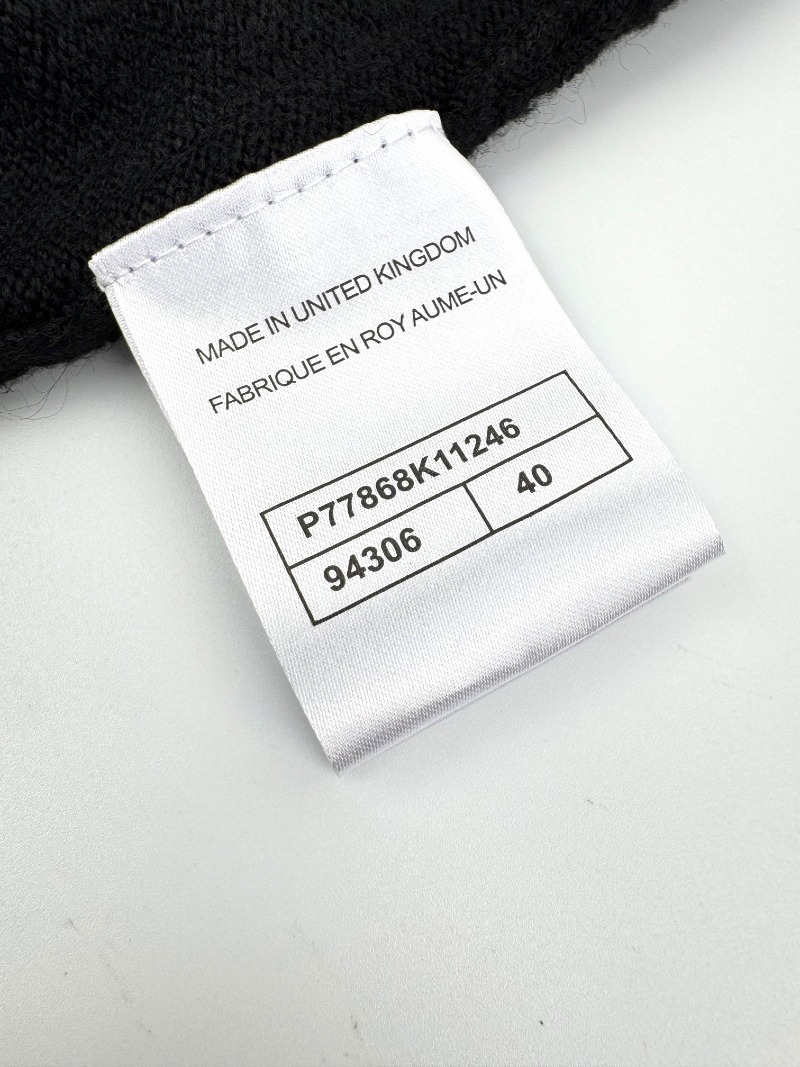 MADE IN UNITED KINGDOM
FABRIQUE EN ROY AUME-UN
P77868K11246
94306 40